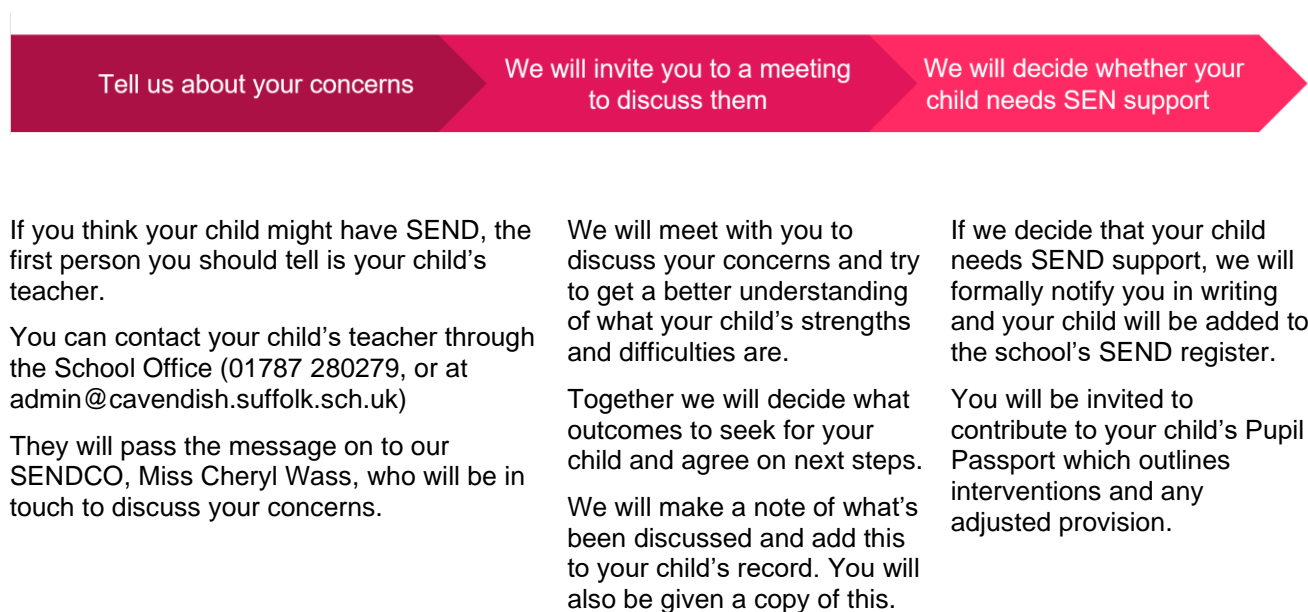 Tell us about your concerns
We will invite you to a meeting
to discuss them
We will decide whether your
child needs SEN support
If you think your child might have SEND, the
first person you should tell is your child’s
teacher.
You can contact your child’s teacher through
the School Office (01787 280279, or at
admin@cavendish.suffolk.sch.uk)
They will pass the message on to our
SENDCO, Miss Cheryl Wass, who will be in
touch to discuss your concerns.
We will meet with you to
discuss your concerns and try
to get a better understanding
of what your child’s strengths
and difficulties are.
Together we will decide what
outcomes to seek for your
child and agree on next steps.
We will make a note of what’s
been discussed and add this
to your child’s record. You will
also be given a copy of this.
If we decide that your child
needs SEND support, we will
formally notify you in writing
and your child will be added to
the school’s SEND register.
You will be invited to
contribute to your child’s Pupil
Passport which outlines
interventions and any
adjusted provision.